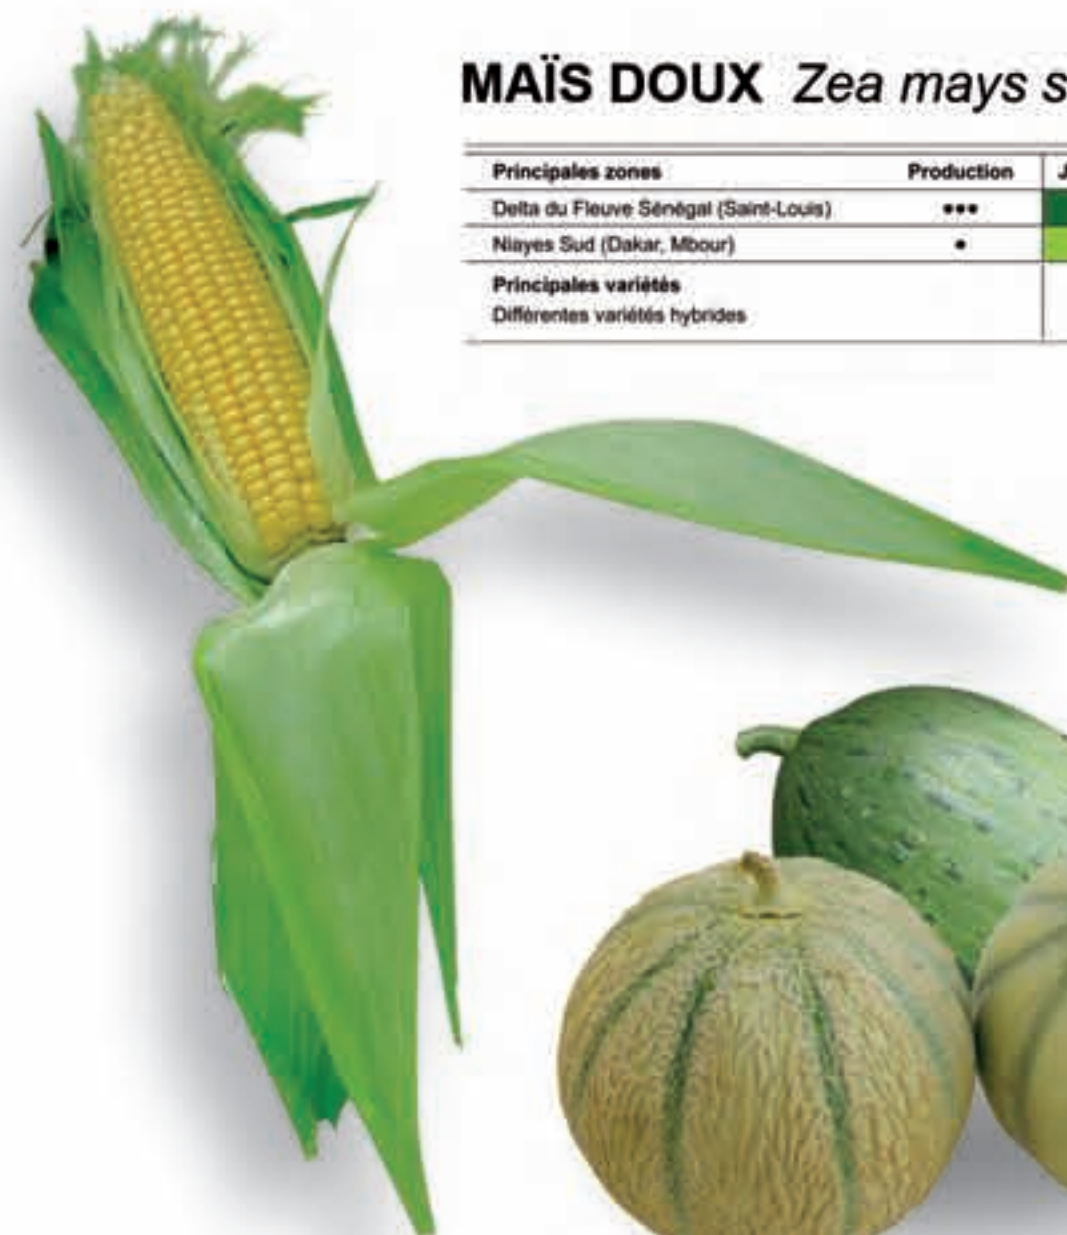 MAÏS DOUX Zea mays s
Principales zones Production J
Delta du Fleuve Sénégal (Saint-Louis) •••
Niayes Sud (Dakar, Mbour) •
Principales variétés
Différentes variétés hybrides